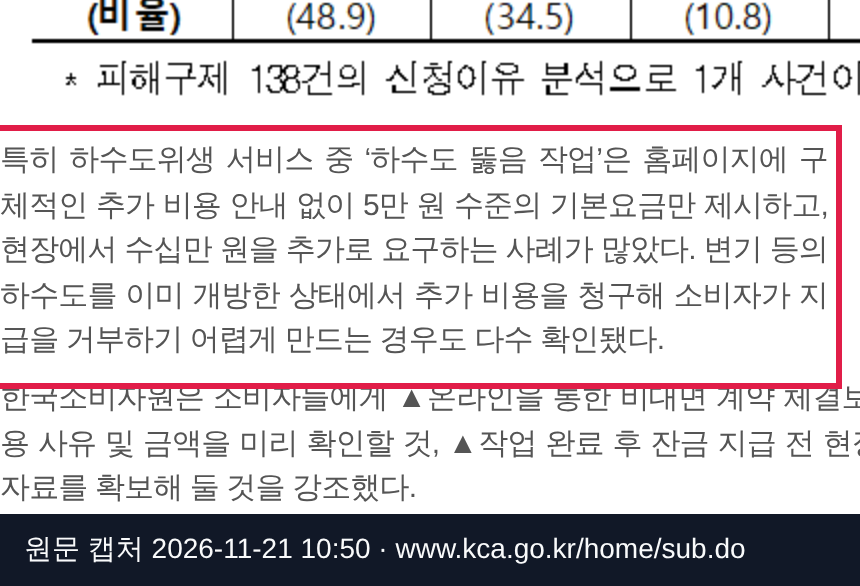 (비율) (48.9) (34.5) (10.8)
* 피해구제 138건의 신청이유 분석으로 1개 사건이
특히 하수도위생 서비스 중 ‘하수도 뚫음 작업’은 홈페이지에 구
체적인 추가 비용 안내 없이 5만 원 수준의 기본요금만 제시하고,
현장에서 수십만 원을 추가로 요구하는 사례가 많았다. 변기 등의
하수도를 이미 개방한 상태에서 추가 비용을 청구해 소비자가 지
급을 거부하기 어렵게 만드는 경우도 다수 확인됐다.
한국소비자원은 소비자들에게 ▲온라인을 통한 비대면 계약 체결
용 사유 및 금액을 미리 확인할 것, ▲작업 완료 후 잔금 지급 전
자료를 확보해 둘 것을 강조했다.
원문 캡처 2026-11-21 10:50 · www.kca.go.kr/home/sub.do